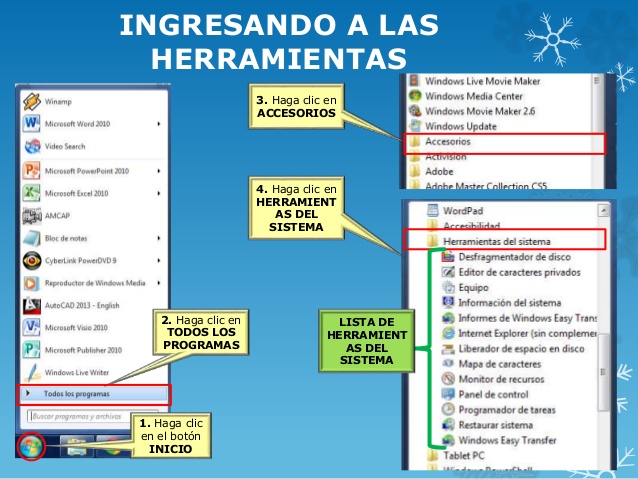 INGRESANDO A LAS
HERRAMIENTAS
Winamp
Microsoft Word 2010
Video Search
Microsoft PowerPoint 2010
Microsoft Excel 2010
AMCAP
Bloc de notas
CyberLink PowerDVD 9
Reproductor de Windows Media
AutoCAD 2013 - English
Microsoft Visio 2010
Microsoft Publisher 2010
Windows Live Writer
Todos los programas
Buscar programas y archivos
1. Haga clic
en el botón
INICIO
2. Haga clic en
TODOS LOS
PROGRAMAS
3. Haga clic en
ACCESORIOS
Windows Live Movie Maker
Windows Media Center
Windows Movie Maker 2.6
Windows Update
Accesorios
Activision
Adobe
Adobe Master Collection CS5
4. Haga clic en
HERRAMIENT
AS DEL
SISTEMA
WordPad
Accesibilidad
Herramientas del sistema
Desfragmentador de disco
Editor de caracteres privados
Equipo
Información del sistema
Informes de Windows Easy Trans
Internet Explorer (sin complemen
Liberador de espacio en disco
Mapa de caracteres
Monitor de recursos
Panel de control
Programador de tareas
Restaurar sistema
Windows Easy Transfer
Tablet PC
Windows PowerShell
LISTA DE
HERRAMIENT
AS DEL
SISTEMA